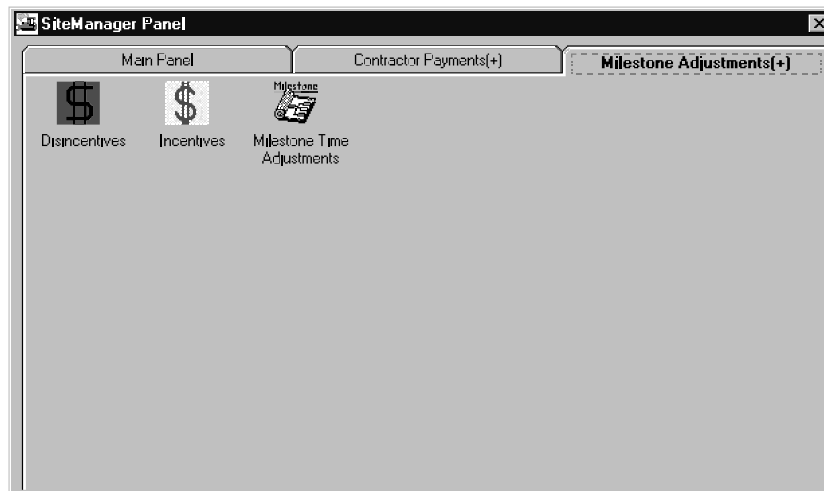 SiteManager Panel
Main Panel
Contractor Payments(+)
Milestone Adjustments(+)
Milestone
Disincentives
Incentives
Milestone Time
Adjustments